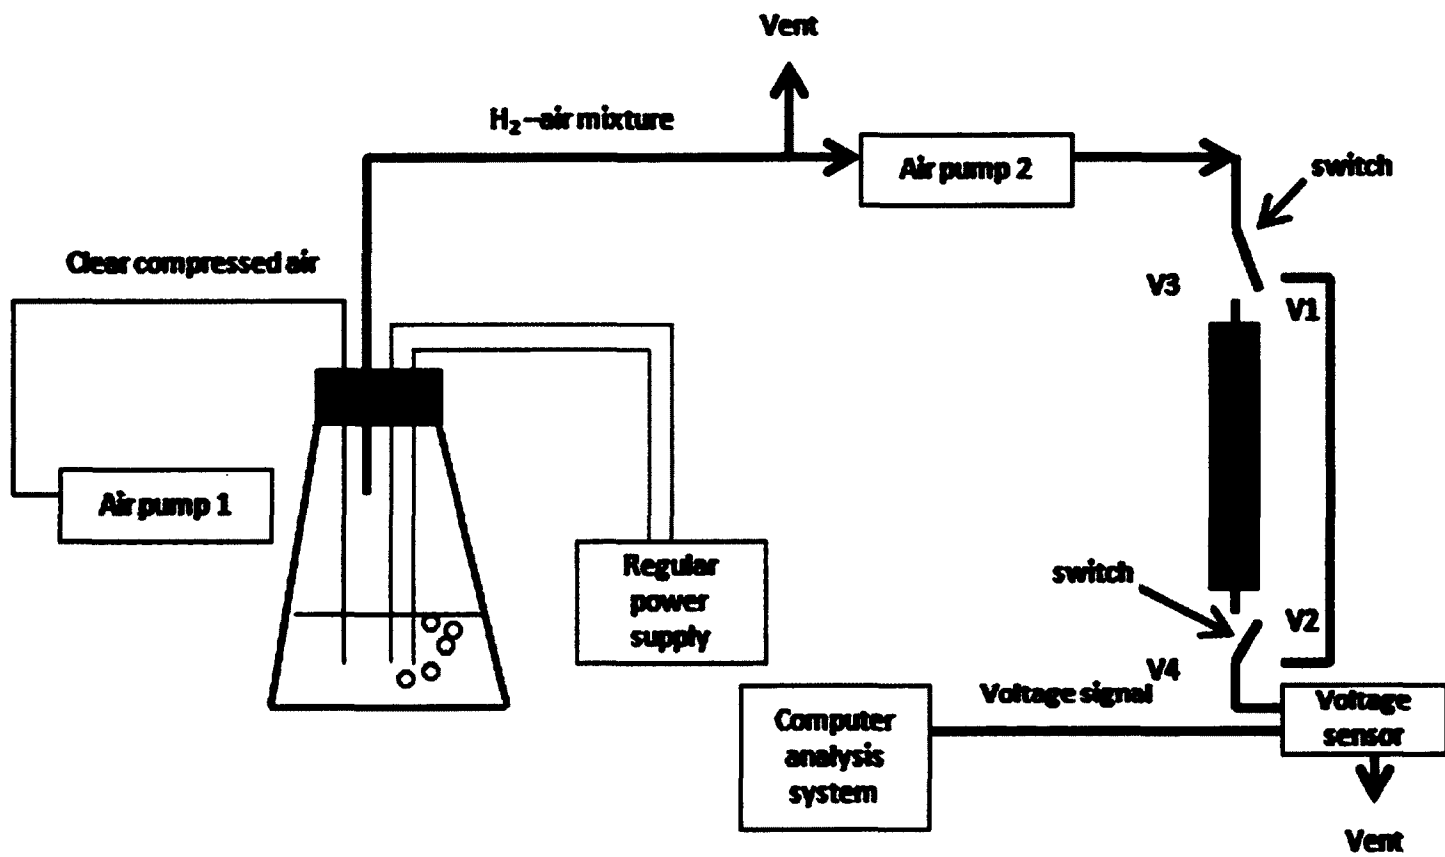 Vent
H₂–air mixture
Air pump 2
switch
Clear compressed air
V3
V1
Air pump 1
Regular
power
supply
switch
V2
V4
Voltage signal
Voltage
sensor
Computer
analysis
system
Vent